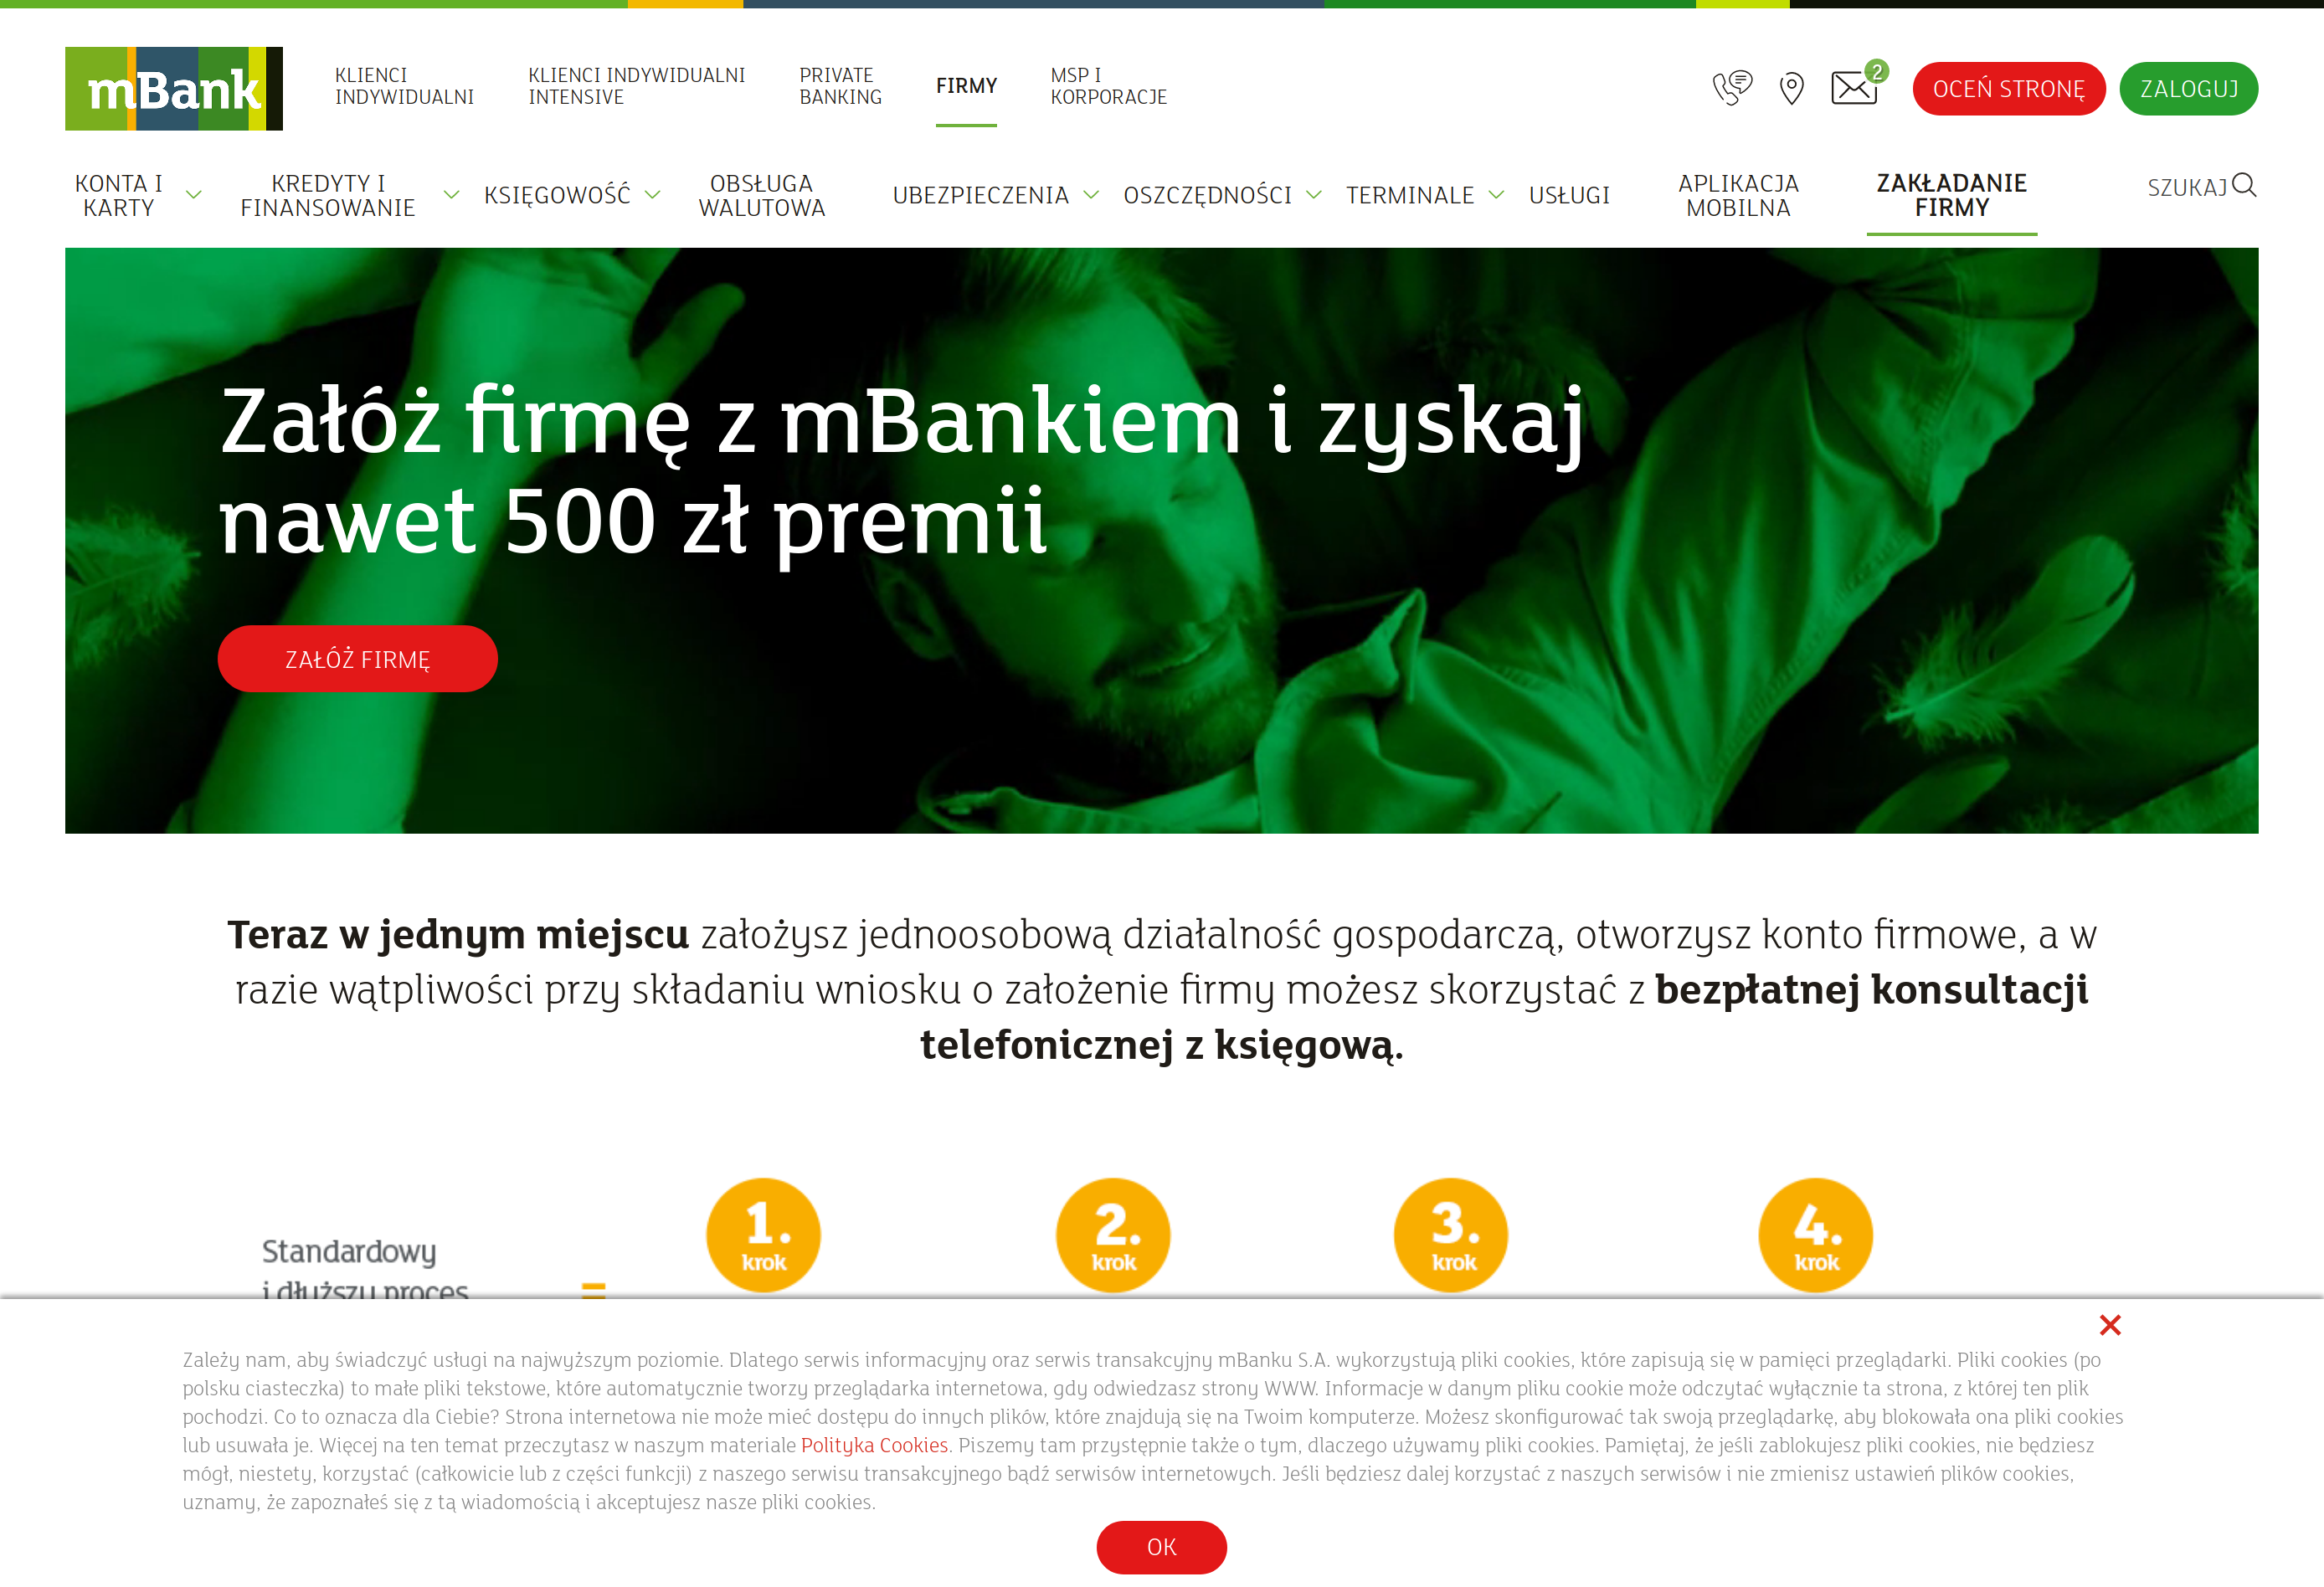 mBank
KLIENCI
INDYWIDUALNI
KLIENCI INDYWIDUALNI
INTENSIVE
PRIVATE
BANKING
FIRMY
MSP I
KORPORACJE
2
OCEŃ STRONĘ
ZALOGUJ
KONTA I
KARTY
KREDYTY I
FINANSOWANIE
KSIĘGOWOŚĆ
OBSŁUGA
WALUTOWA
UBEZPIECZENIA
OSZCZĘDNOŚCI
TERMINALE
USŁUGI
APLIKACJA
MOBILNA
ZAKŁADANIE
FIRMY
SZUKAJ
Załóż firmę z mBankiem i zyskaj
nawet 500 zł premii
ZAŁÓŻ FIRMĘ
Teraz w jednym miejscu założysz jednoosobową działalność gospodarczą, otworzysz konto firmowe, a w
razie wątpliwości przy składaniu wniosku o założenie firmy możesz skorzystać z bezpłatnej konsultacji
telefonicznej z księgową.
1.
krok
2.
krok
3.
krok
4.
krok
Standardowy
i dłuższy proces
=
Zależy nam, aby świadczyć usługi na najwyższym poziomie. Dlatego serwis informacyjny oraz serwis transakcyjny mBanku S.A. wykorzystują pliki cookies, które zapisują się w pamięci przeglądarki. Pliki cookies (po
polsku ciasteczka) to małe pliki tekstowe, które automatycznie tworzy przeglądarka internetowa, gdy odwiedzasz strony WWW. Informacje w danym pliku cookie może odczytać wyłącznie ta strona, z której ten plik
pochodzi. Co to oznacza dla Ciebie? Strona internetowa nie może mieć dostępu do innych plików, które znajdują się na Twoim komputerze. Możesz skonfigurować tak swoją przeglądarkę, aby blokowała ona pliki cookies
lub usuwała je. Więcej na ten temat przeczytasz w naszym materiale Polityka Cookies. Piszemy tam przystępnie także o tym, dlaczego używamy pliki cookies. Pamiętaj, że jeśli zablokujesz pliki cookies, nie będziesz
mógł, niestety, korzystać (całkowicie lub z części funkcji) z naszego serwisu transakcyjnego bądź serwisów internetowych. Jeśli będziesz dalej korzystać z naszych serwisów i nie zmienisz ustawień plików cookies,
uznamy, że zapoznałeś się z tą wiadomością i akceptujesz nasze pliki cookies.
OK